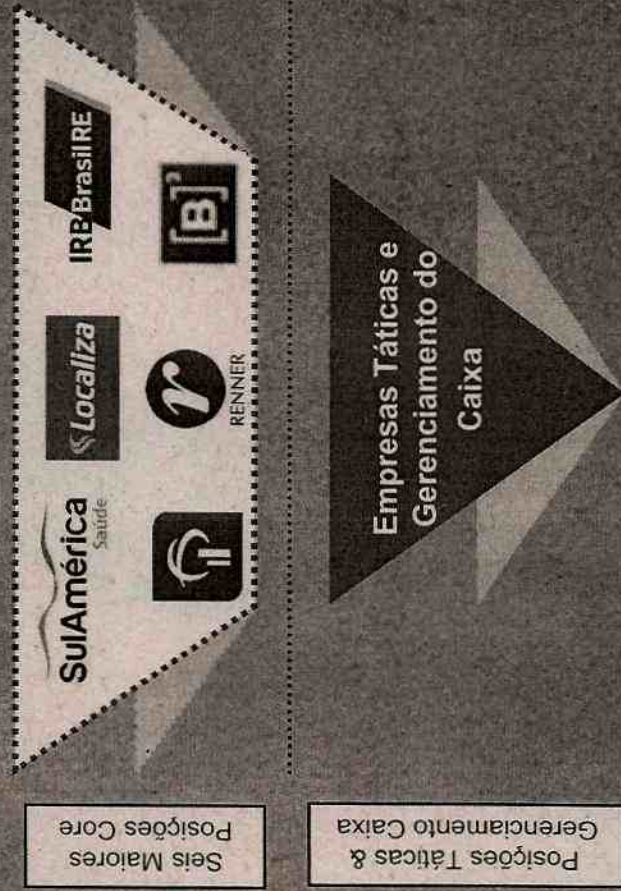 Seis Maiores
Posições Core
SulAmérica
Saúde
Localiza
IRB Brasil RE
r
RENNER
[B]³
Posições Táticas &
Gerenciamento Caixa
Empresas Táticas e
Gerenciamento do
Caixa